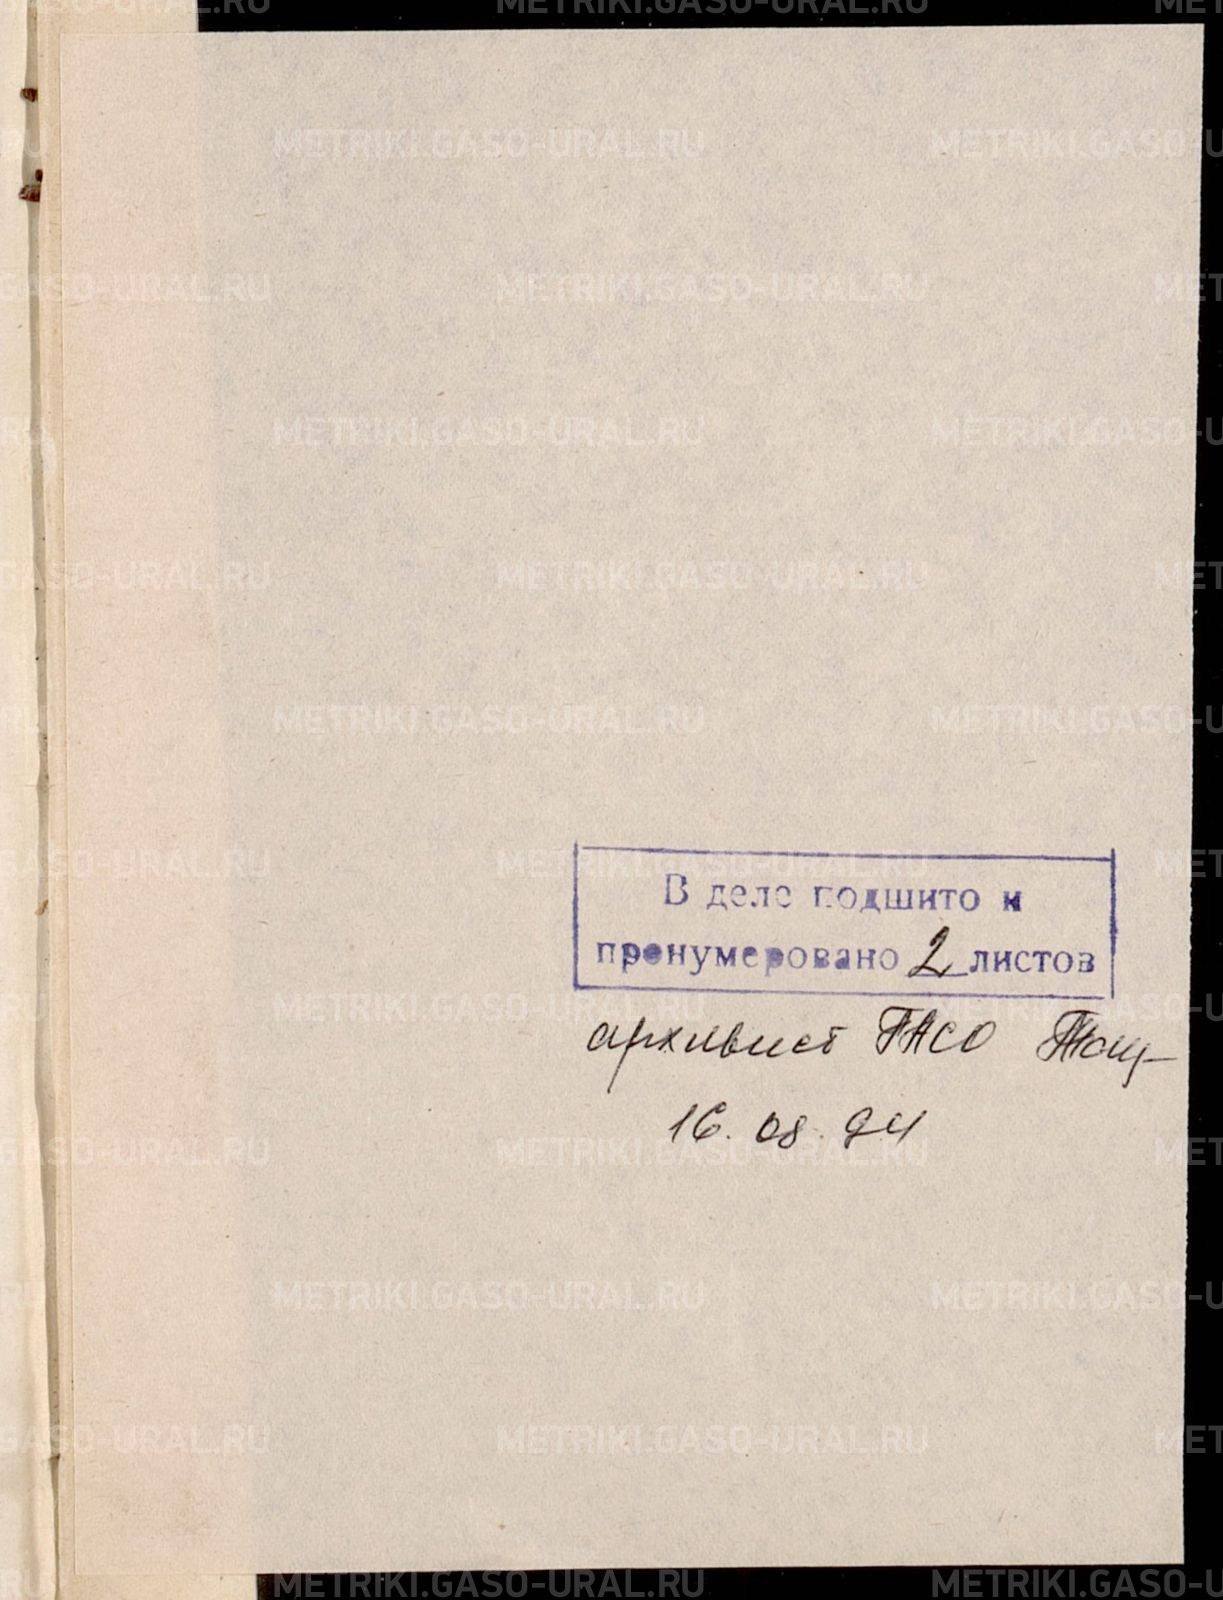 В деле подшито и
пронумеровано 2 листов
архивист ГАСО
16.08.94